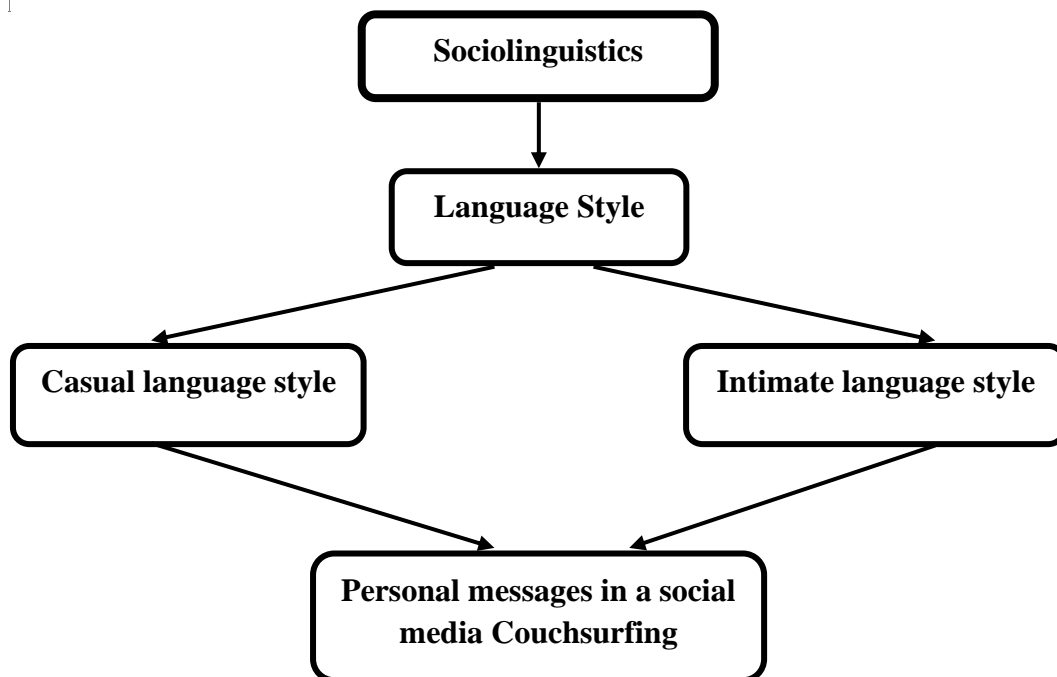 Sociolinguistics
Language Style
Casual language style
Intimate language style
Personal messages in a social
media Couchsurfing